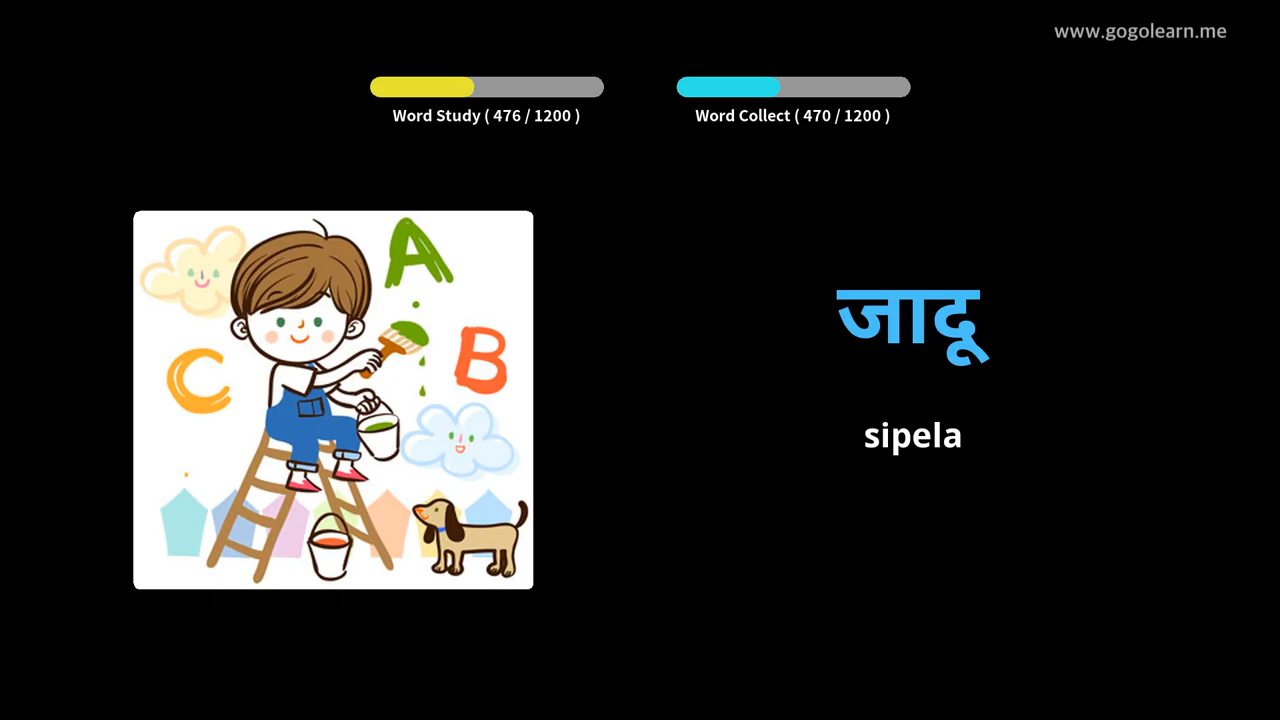 www.gogolearn.me
Word Study ( 476 / 1200 )
Word Collect ( 470 / 1200 )
A
B
C
जादू
sipela